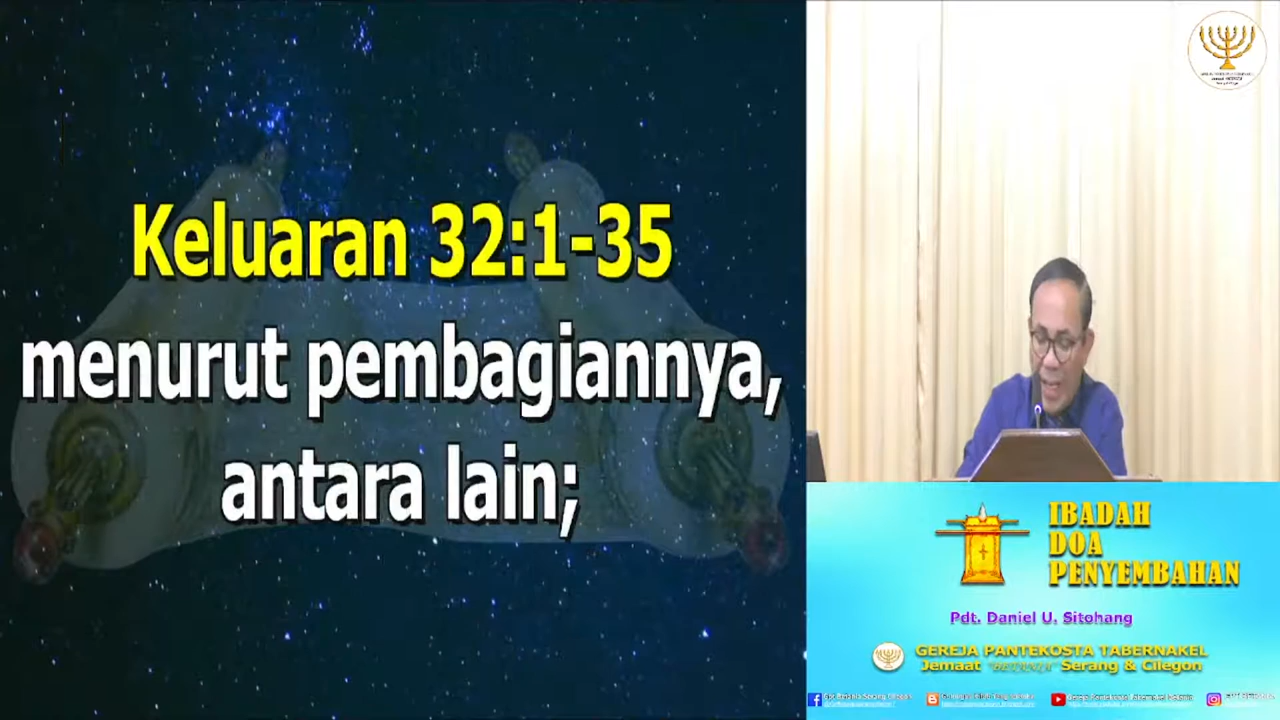 Keluaran 32:1-35
menurut pembagiannya,
antara lain;
IBADAH
DOA
PENYEMBAHAN
Pdt. Daniel U. Sitohang
GEREJA PANTEKOSTA TABERNAKEL
Jemaat "BETANIA" Serang & Cilegon